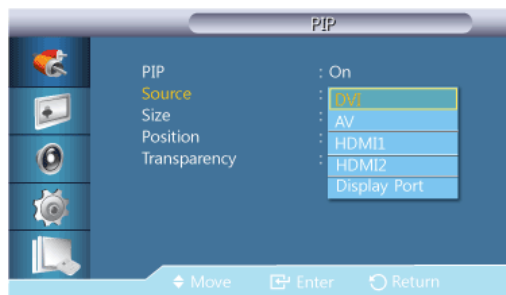 PIP
PIP : On
Source : DVI
Size : AV
Position : HDMI1
Transparency : HDMI2
Display Port
Move Enter Return